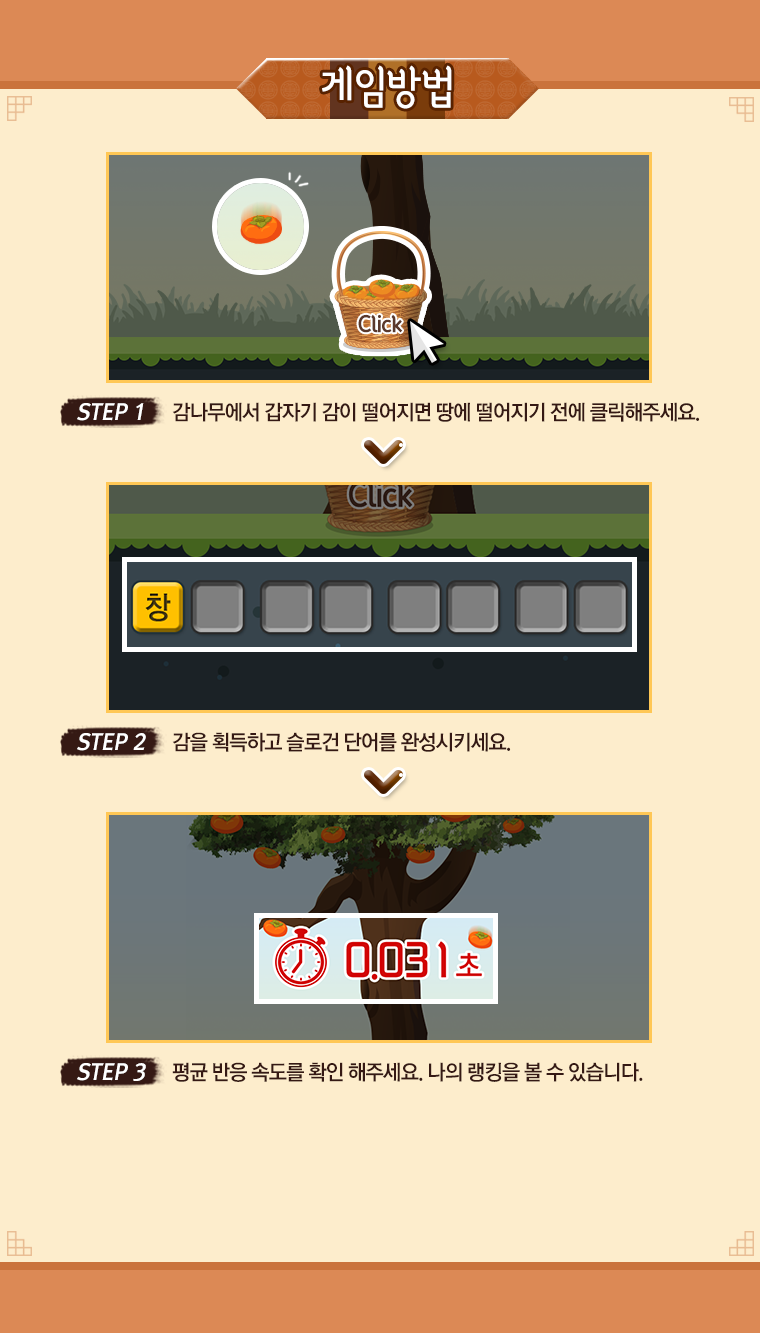 게임방법
Click
STEP 1 감나무에서 갑자기 감이 떨어지면 땅에 떨어지기 전에 클릭해주세요.
Click
창
STEP 2 감을 획득하고 슬로건 단어를 완성시키세요.
0.031초
STEP 3 평균 반응 속도를 확인 해주세요. 나의 랭킹을 볼 수 있습니다.